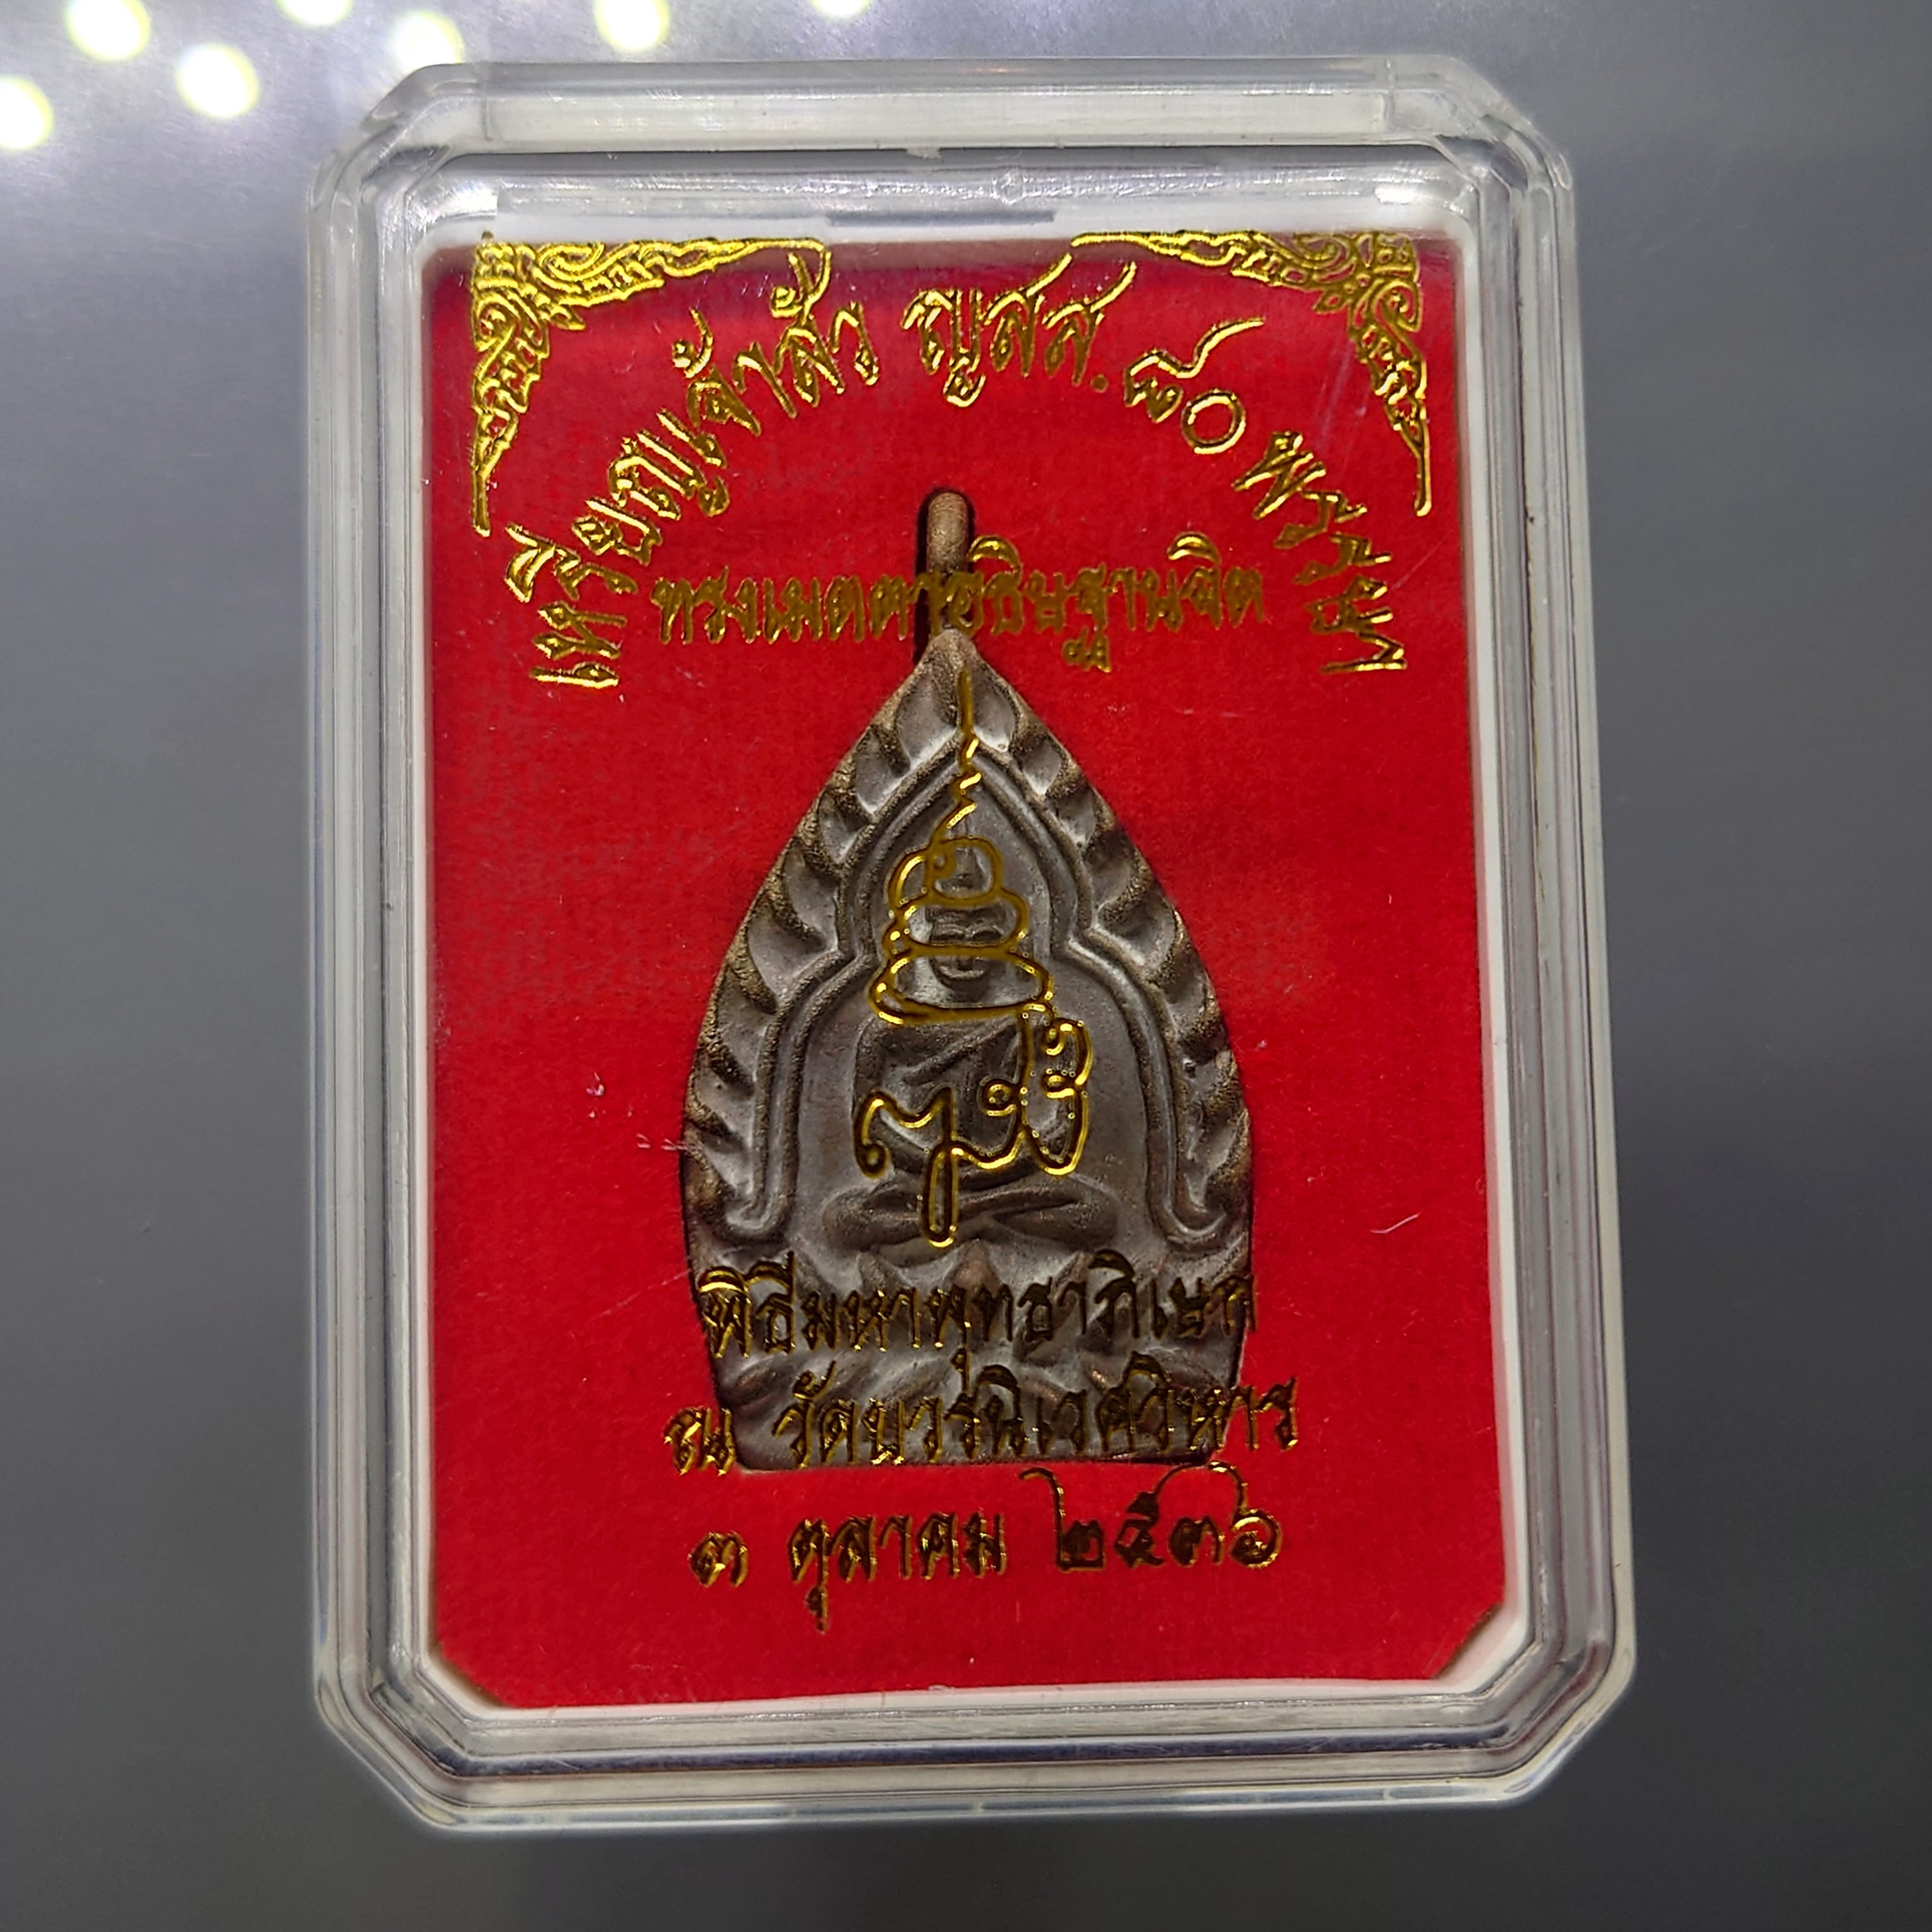 เหรียญเจ้าสัว ญสส. ๘๐ พรรษา
ทรงเมตตาอธิษฐานจิต
พิธีมหาพุทธาภิเษก
ณ วัดบวรนิเวศวิหาร
๓ ตุลาคม ๒๕๓๖